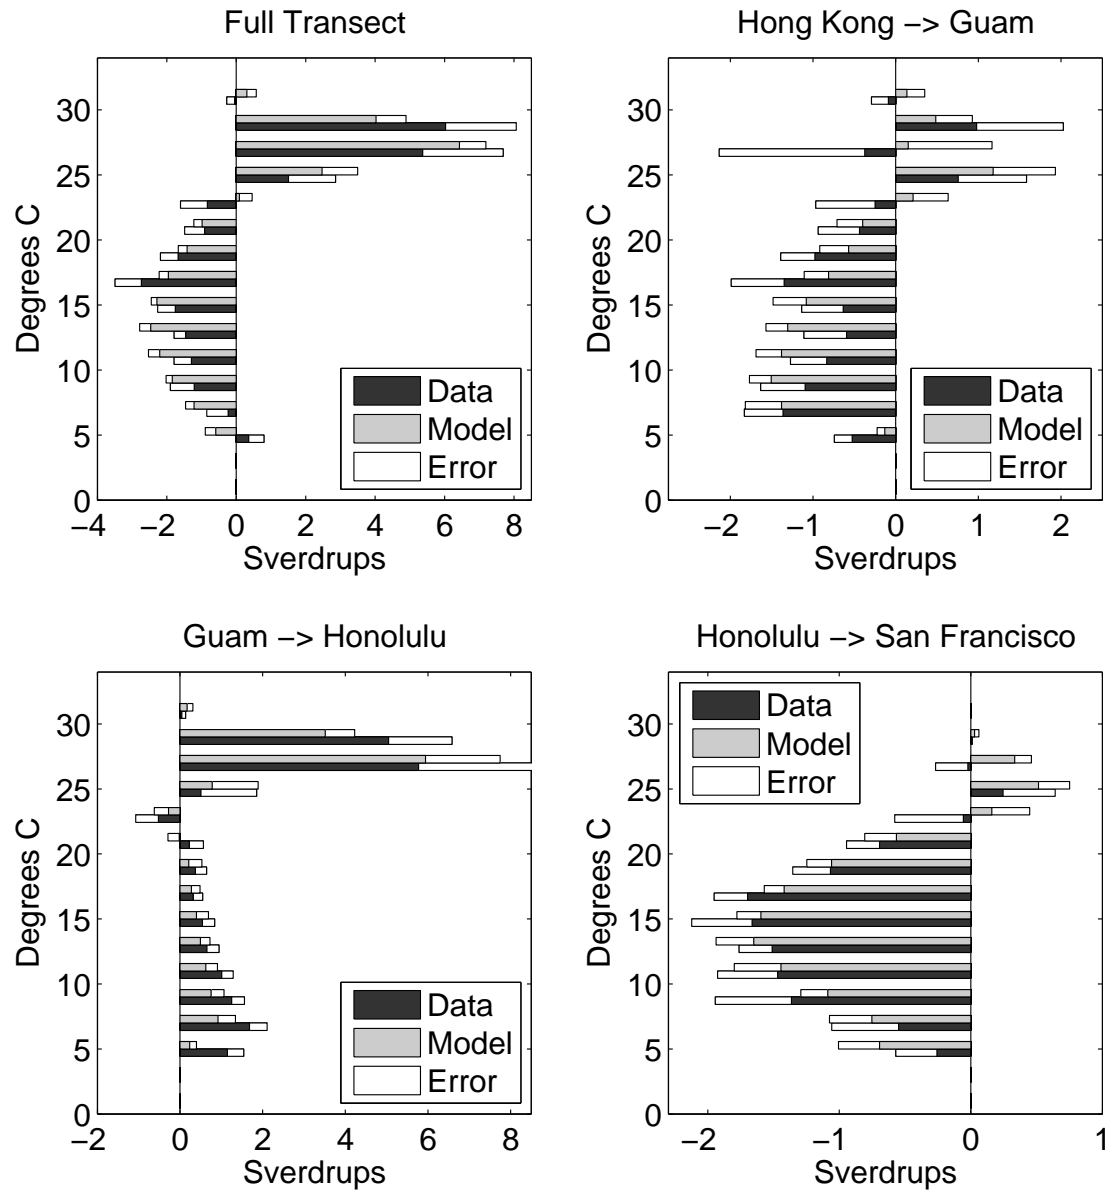 Full Transect
30
25
20
15
10
5
0
Degrees C
Data
Model
Error
−4 −2 0 2 4 6 8
Sverdrups
Hong Kong −> Guam
30
25
20
15
10
5
0
Degrees C
Data
Model
Error
−2 −1 0 1 2
Sverdrups
Guam −> Honolulu
30
25
20
15
10
5
0
Degrees C
Data
Model
Error
−2 0 2 4 6 8
Sverdrups
Honolulu −> San Francisco
Data
Model
Error
30
25
20
15
10
5
0
Degrees C
−2 −1 0 1
Sverdrups